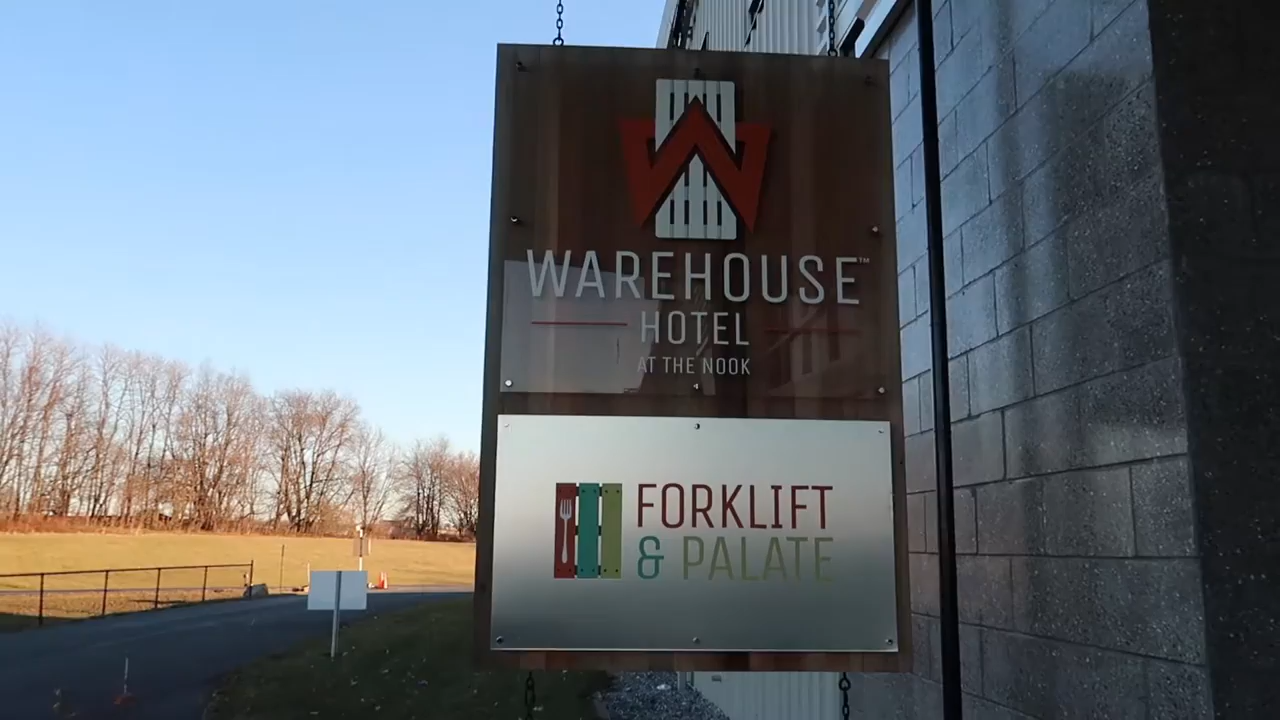 WAREHOUSE™
HOTEL
AT THE NOOK
FORKLIFT
& PALATE